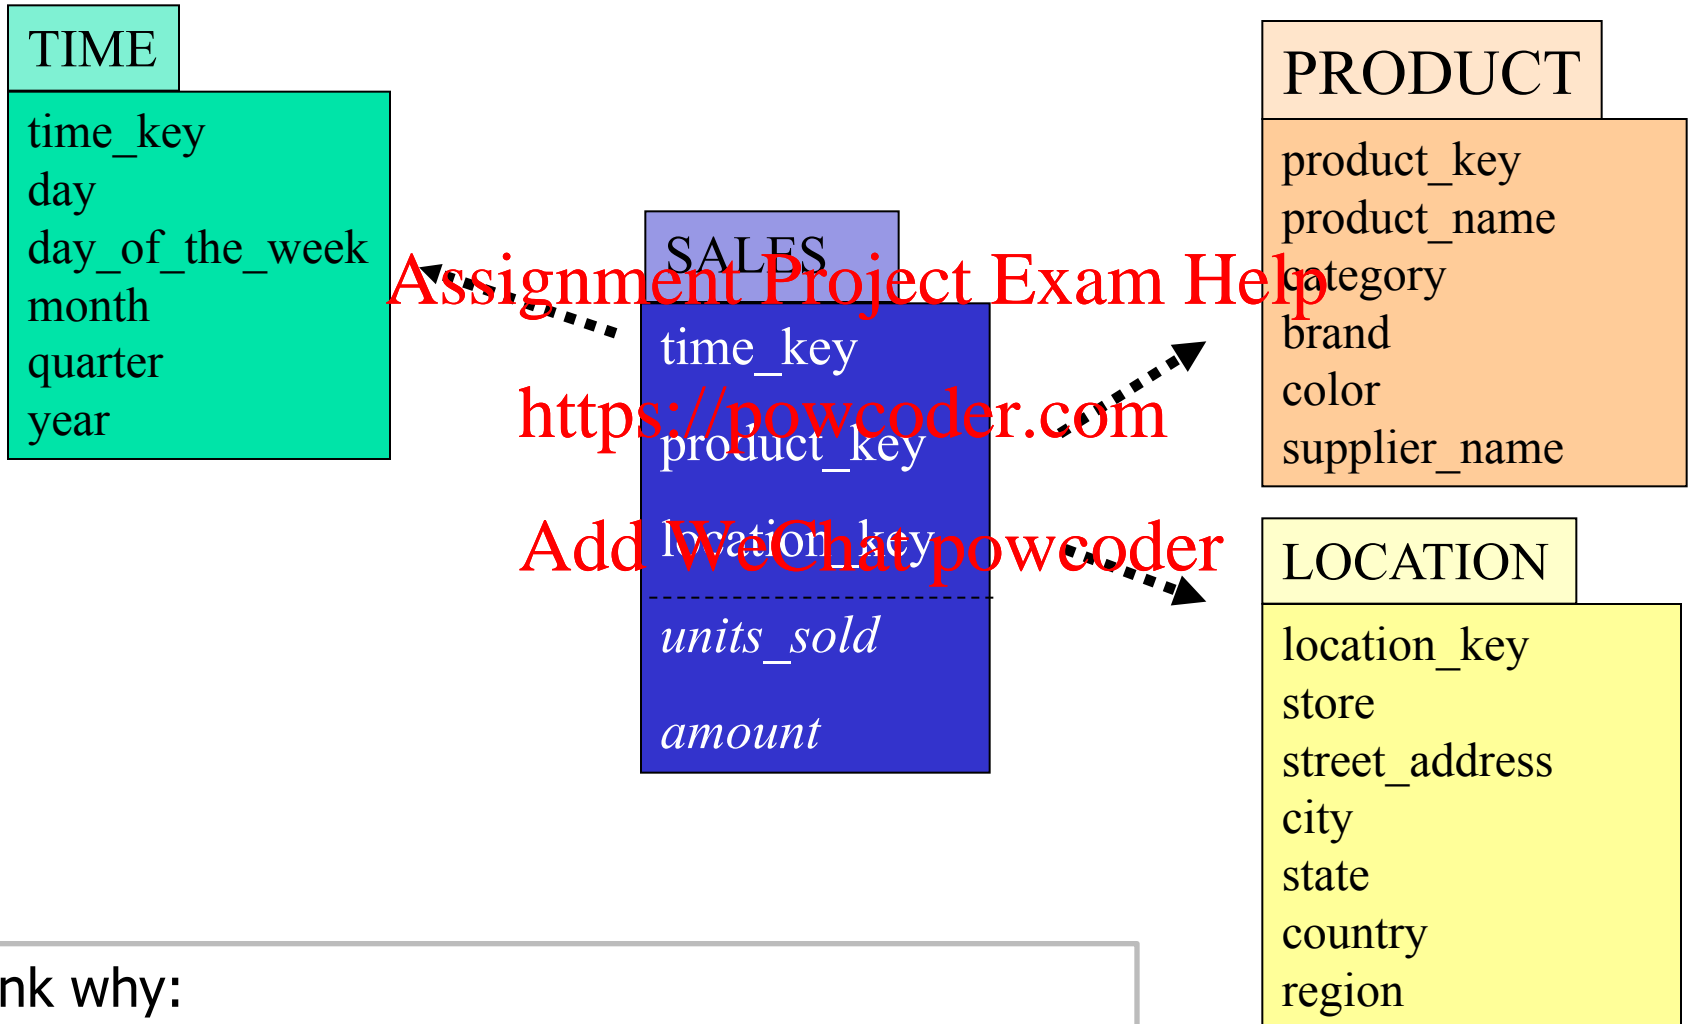 TIME
time_key
day
day_of_the_week
month
quarter
year
SALES
time_key
product_key
location_key
units_sold
amount
PRODUCT
product_key
product_name
category
brand
color
supplier_name
LOCATION
location_key
store
street_address
city
state
country
region
Assignment Project Exam Help
https://powcoder.com
Add WeChat powcoder
nk why: